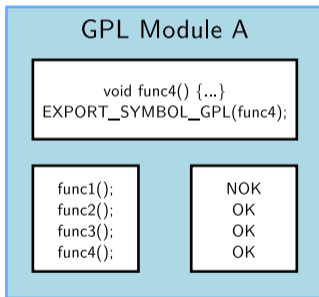 GPL Module A
void func4() {...}
EXPORT_SYMBOL_GPL(func4);
func1();
func2();
func3();
func4();
NOK
OK
OK
OK